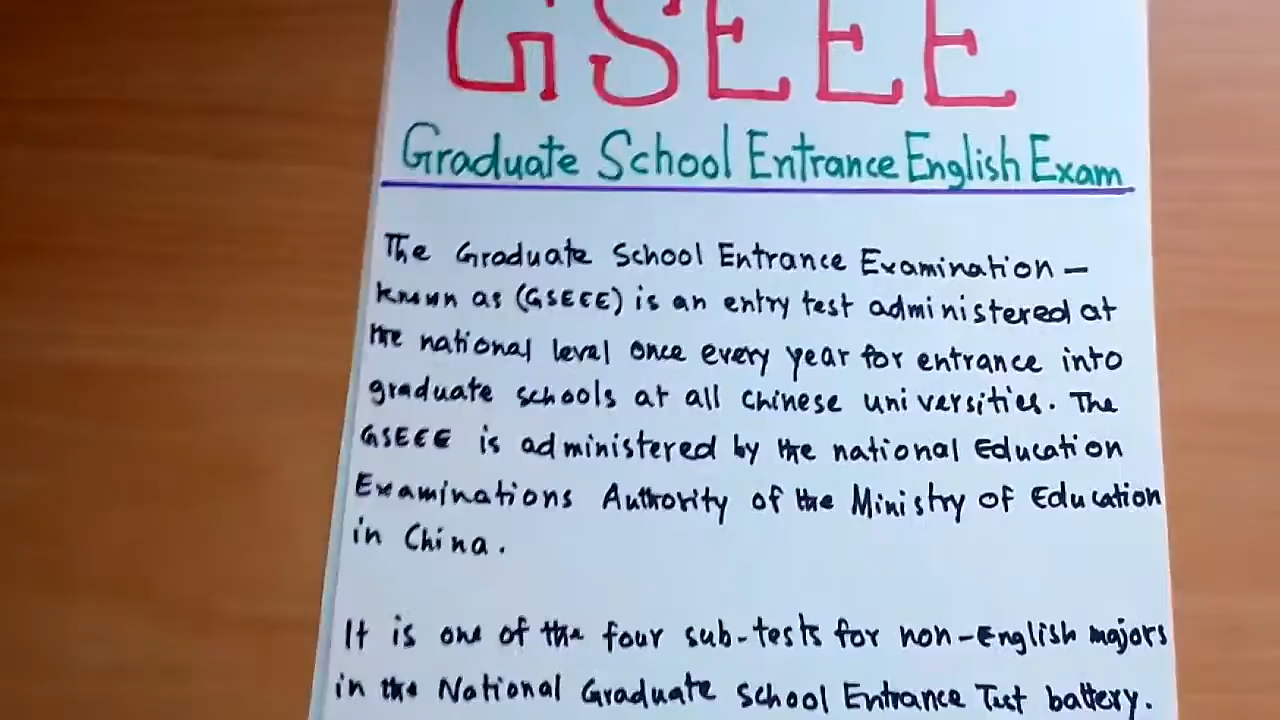 GSEEE
Graduate School Entrance English Exam
The Graduate School Entrance Examination –
known as (GSEEE) is an entry test administered at
the national level once every year for entrance into
graduate schools at all chinese universities. The
GSEEE is administered by the national Education
Examinations Authority of the Ministry of Education
in China.
It is one of the four sub-tests for non-English majors
in the National Graduate School Entrance Test battery.